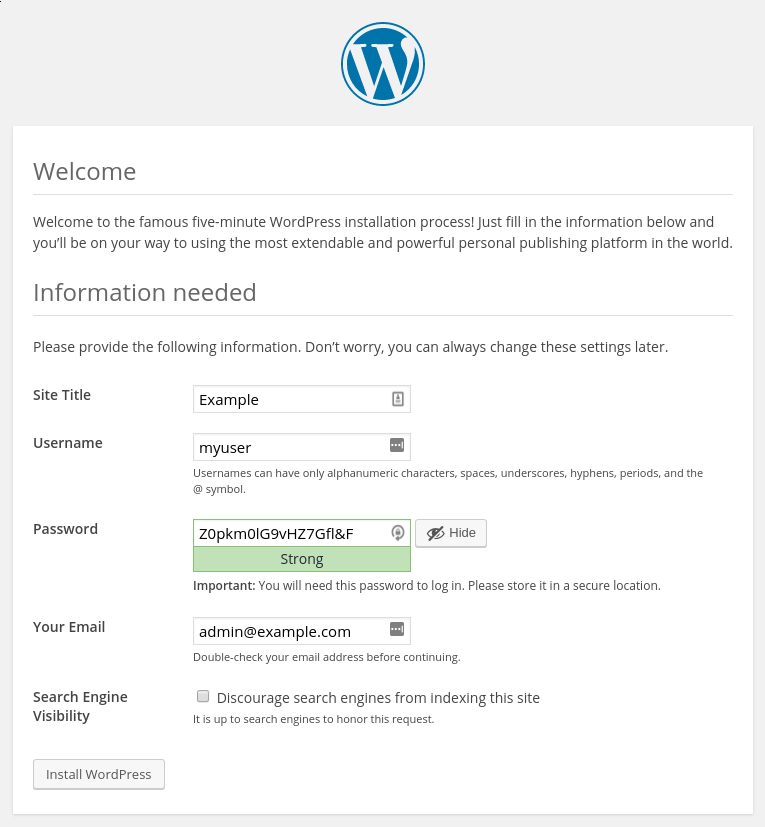 Welcome
Welcome to the famous five-minute WordPress installation process! Just fill in the information below and
you’ll be on your way to using the most extendable and powerful personal publishing platform in the world.
Information needed
Please provide the following information. Don’t worry, you can always change these settings later.
Site Title
Example
Username
myuser
Usernames can have only alphanumeric characters, spaces, underscores, hyphens, periods, and the
@ symbol.
Password
Z0pkm0lG9vHZ7Gfl&F
Hide
Strong
Important: You will need this password to log in. Please store it in a secure location.
Your Email
admin@example.com
Double-check your email address before continuing.
Search Engine
Visibility
Discourage search engines from indexing this site
It is up to search engines to honor this request.
Install WordPress